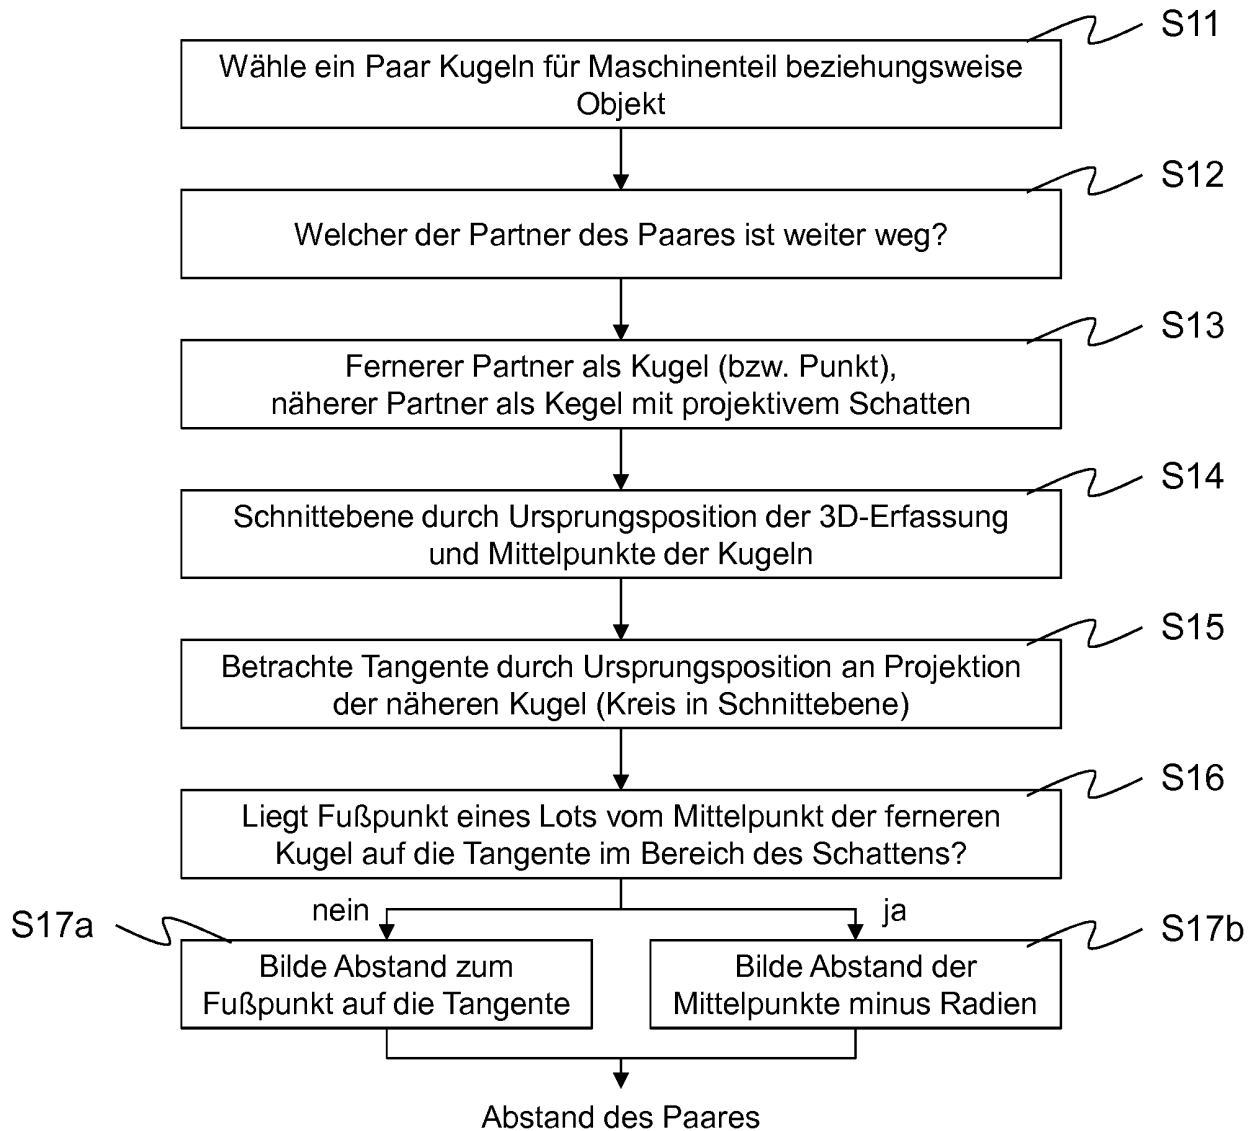 S11
Wähle ein Paar Kugeln für Maschinenteil beziehungsweise
Objekt
S12
Welcher der Partner des Paares ist weiter weg?
S13
Fernerer Partner als Kugel (bzw. Punkt),
näherer Partner als Kegel mit projektivem Schatten
S14
Schnittebene durch Ursprungsposition der 3D-Erfassung
und Mittelpunkte der Kugeln
S15
Betrachte Tangente durch Ursprungsposition an Projektion
der näheren Kugel (Kreis in Schnittebene)
S16
Liegt Fußpunkt eines Lots vom Mittelpunkt der ferneren
Kugel auf die Tangente im Bereich des Schattens?
nein
ja
S17a
Bilde Abstand zum
Fußpunkt auf die Tangente
S17b
Bilde Abstand der
Mittelpunkte minus Radien
Abstand des Paares